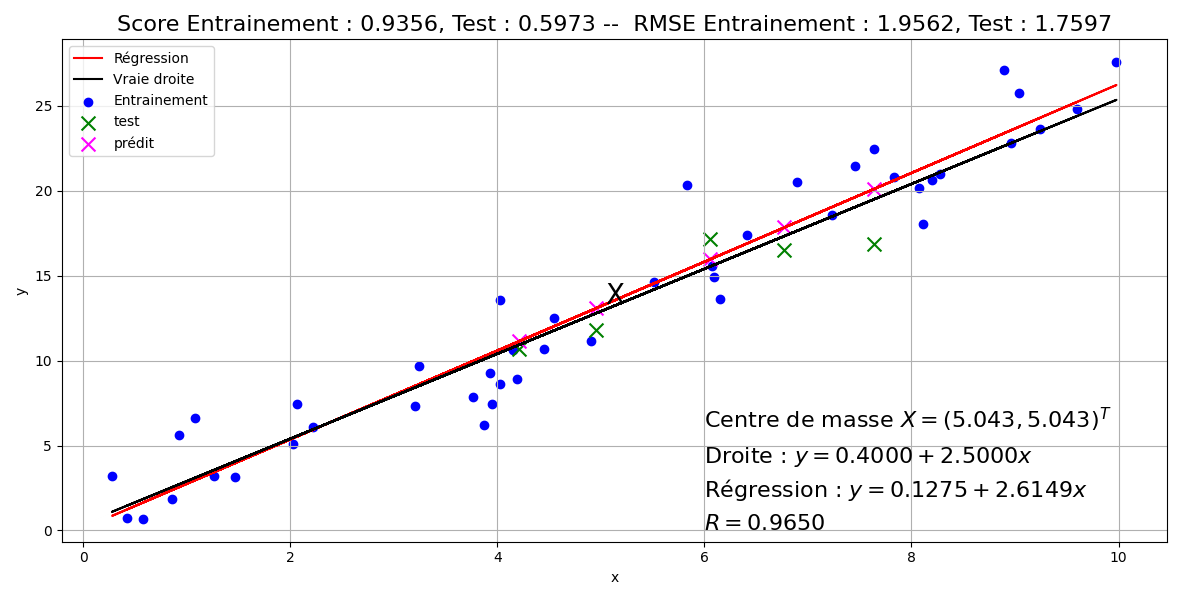 Score Entrainement : 0.9356, Test : 0.5973 --  RMSE Entrainement : 1.9562, Test : 1.7597
Régression
Vraie droite
Entrainement
test
prédit
y
25
20
15
10
5
0
X
Centre de masse X = (5.043, 5.043)^T
Droite : y = 0.4000 + 2.5000x
Régression : y = 0.1275 + 2.6149x
R = 0.9650
0 2 4 6 8 10
x